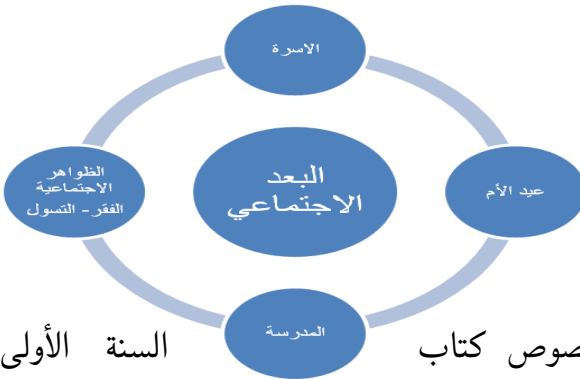 الاسرة
الظواهر
الاجتماعية
الفقر - التسول
البعد
الاجتماعي
عيد الأم
المدرسة
كتاب السنة الأولى